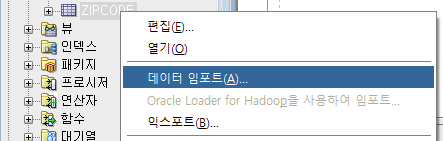 ZIPCODE
뷰
인덱스
패키지
프로시저
연산자
함수
대기열
편집(E)...
열기(O)
데이터 임포트(A)...
Oracle Loader for Hadoop을 사용하여 임포트...
익스포트(B)...